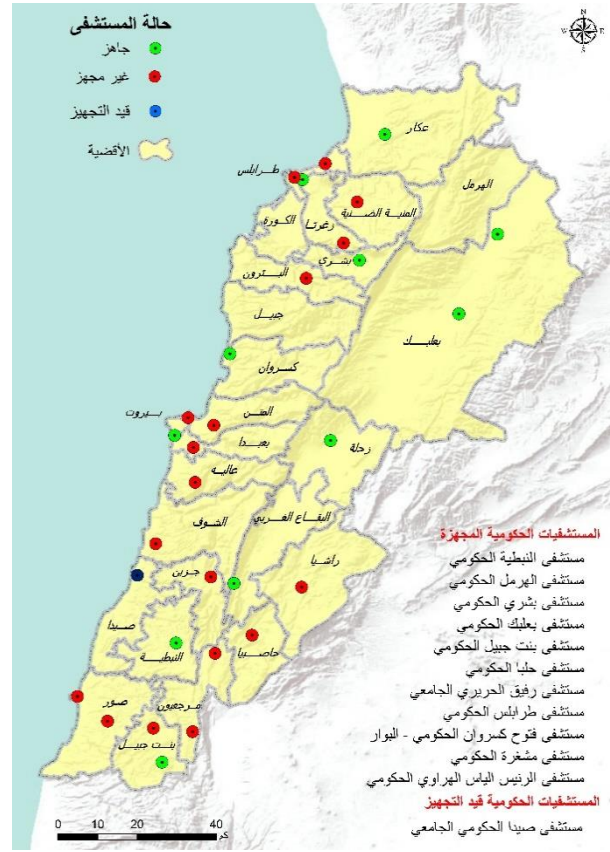 حالة المستشفى
جاهز
غير مجهز
قيد التجهيز
الأقضية
N
W
E
S
عكار
طرابلس
الهرمل
المنية الضنية
زغرتا
الكورة
بشري
البترون
جبيل
بعلبك
كسروان
المتن
بيروت
بعبدا
زحلة
عاليه
الشوف
البقاع الغربي
راشيا
جزين
صيدا
حاصبيا
النبطية
صور
مرجعيون
بنت جبيل
المستشفيات الحكومية المجهزة
مستشفى النبطية الحكومي
مستشفى الهرمل الحكومي
مستشفى بشري الحكومي
مستشفى بعلبك الحكومي
مستشفى بنت جبيل الحكومي
مستشفى حلبا الحكومي
مستشفى رفيق الحريري الجامعي
مستشفى طرابلس الحكومي
مستشفى فتوح كسروان الحكومي - البوار
مستشفى مشغرة الحكومي
مستشفى الرئيس الياس الهراوي الحكومي
المستشفيات الحكومية قيد التجهيز
مستشفى صيدا الحكومي الجامعي
0 10 20 40
كم